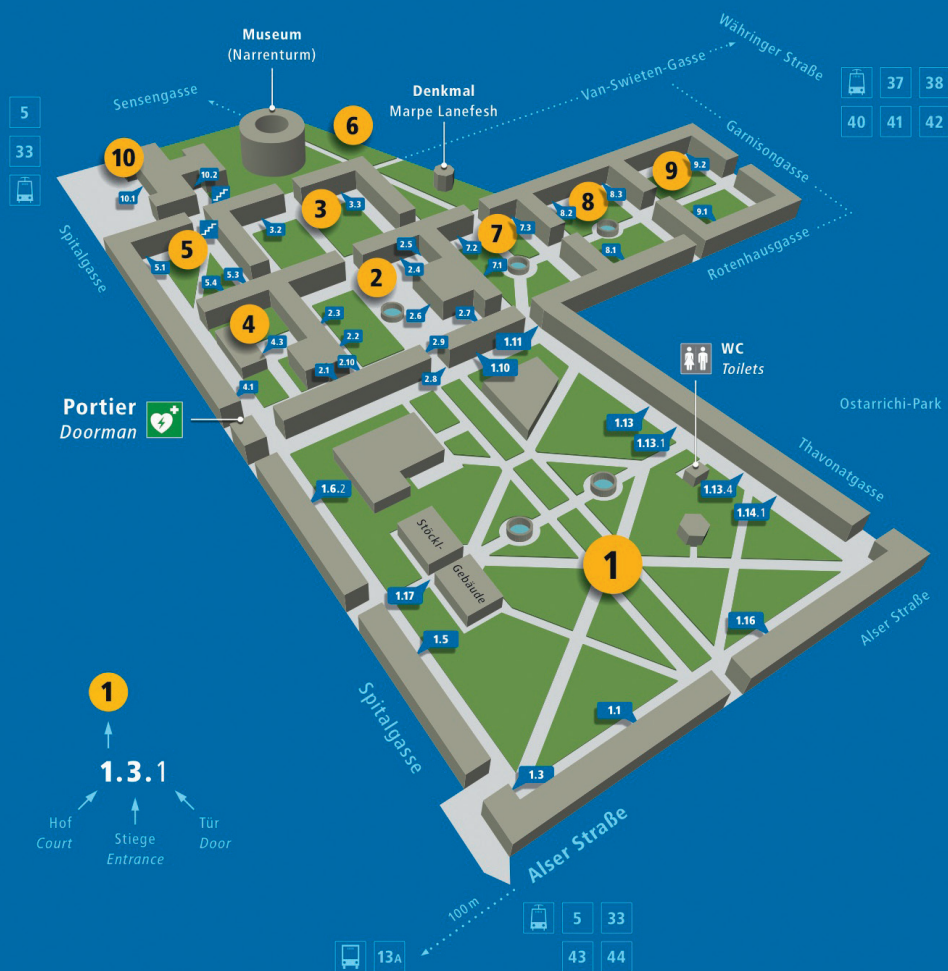 Museum
(Narrenturm)
Währinger Straße
Van-Swieten-Gasse
Denkmal
Marpe Lanefesh
Sensengasse
37 38
40 41 42
5
33
6
Garnisongasse
10
10.2
10.1
9
9.2
9.1
8
8.3
8.2
8.1
3
3.3
3.2
Spitalgasse
7
7.3
7.2
7.1
Rotenhausgasse
5
5.1
5.3
5.4
2
2.5
2.4
2.3
2.6
2.7
2.2
2.9
2.10
2.1
2.8
4
4.3
4.1
1.11
1.10
WC
Toilets
Portier
Doorman
Ostarrichi-Park
1.13
1.13.1
1.13.4
1.14.1
Thavonatgasse
1.6.2
Stöckl-
Gebäude
1
1.17
1.5
1.16
Alser Straße
1.1
1.3
Spitalgasse
1
1.3.1
Hof
Court
Stiege
Entrance
Tür
Door
Alser Straße
100 m
5 33
13A
43 44